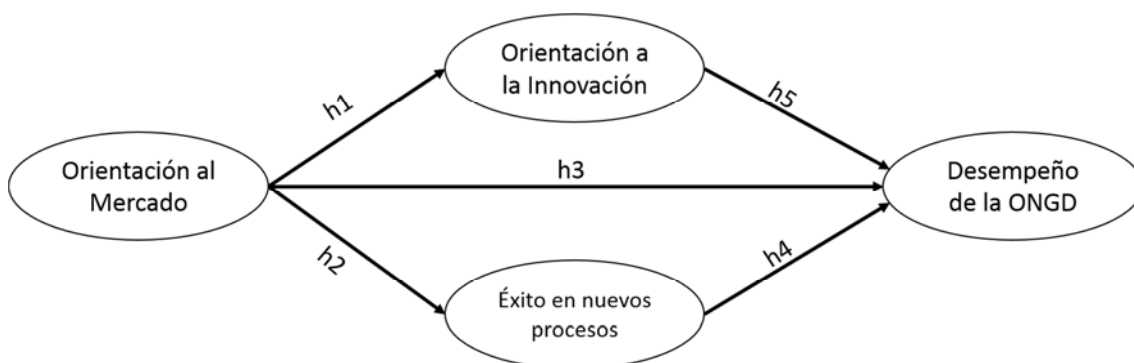 Orientación a
la Innovación
h1
h5
Orientación al
Mercado
h3
Desempeño
de la ONGD
h2
h4
Éxito en nuevos
procesos